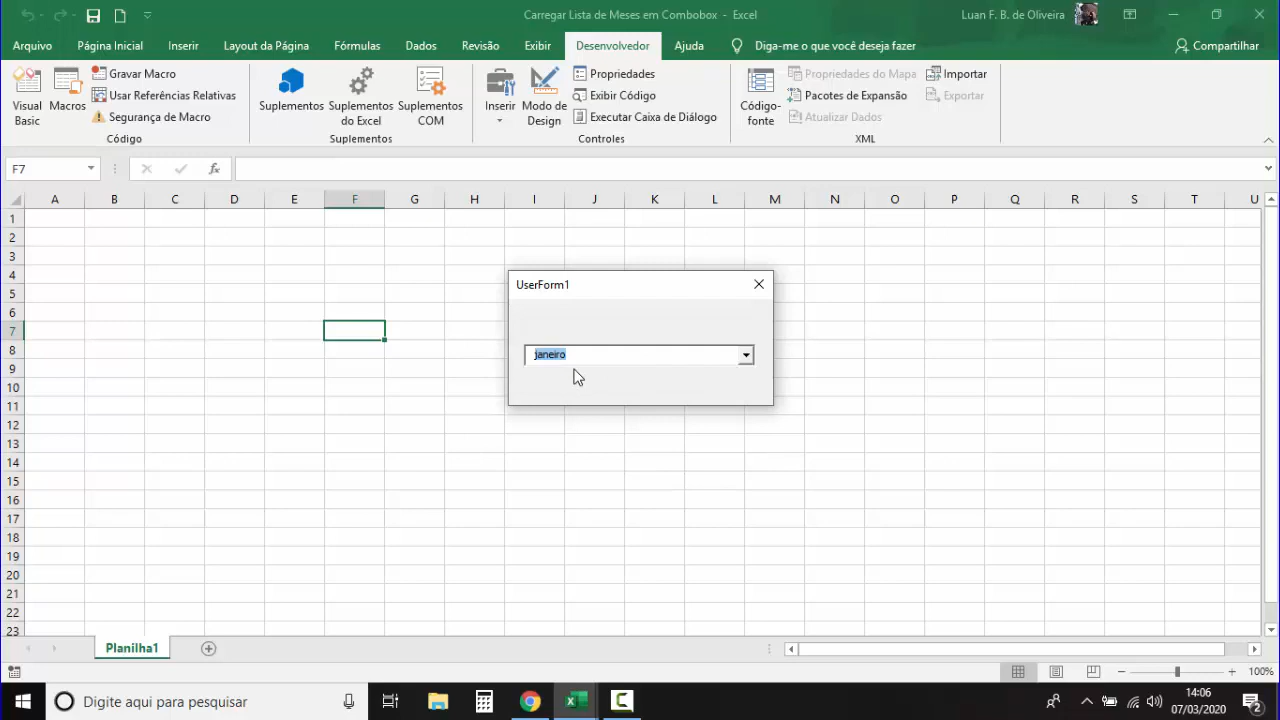 Carregar Lista de Meses em Combobox - Excel
Luan F. B. de Oliveira
Arquivo Página Inicial Inserir Layout da Página Fórmulas Dados Revisão Exibir Desenvolvedor Ajuda Diga-me o que você deseja fazer Compartilhar
Visual Basic
Macros
Gravar Macro
Usar Referências Relativas
Segurança de Macro
Código
Suplementos
Suplementos do Excel
Suplementos COM
Suplementos
Inserir
Modo de Design
Propriedades
Exibir Código
Executar Caixa de Diálogo
Controles
Código-fonte
Propriedades do Mapa
Pacotes de Expansão
Atualizar Dados
Importar
Exportar
XML
F7
fx
A B C D E F G H I J K L M N O P Q R S T U
1
2
3
4
5
6
7
8
9
10
11
12
13
14
15
16
17
18
19
20
21
22
23
UserForm1
janeiro
Planilha1
100%
Digite aqui para pesquisar
14:06
07/03/2020
2